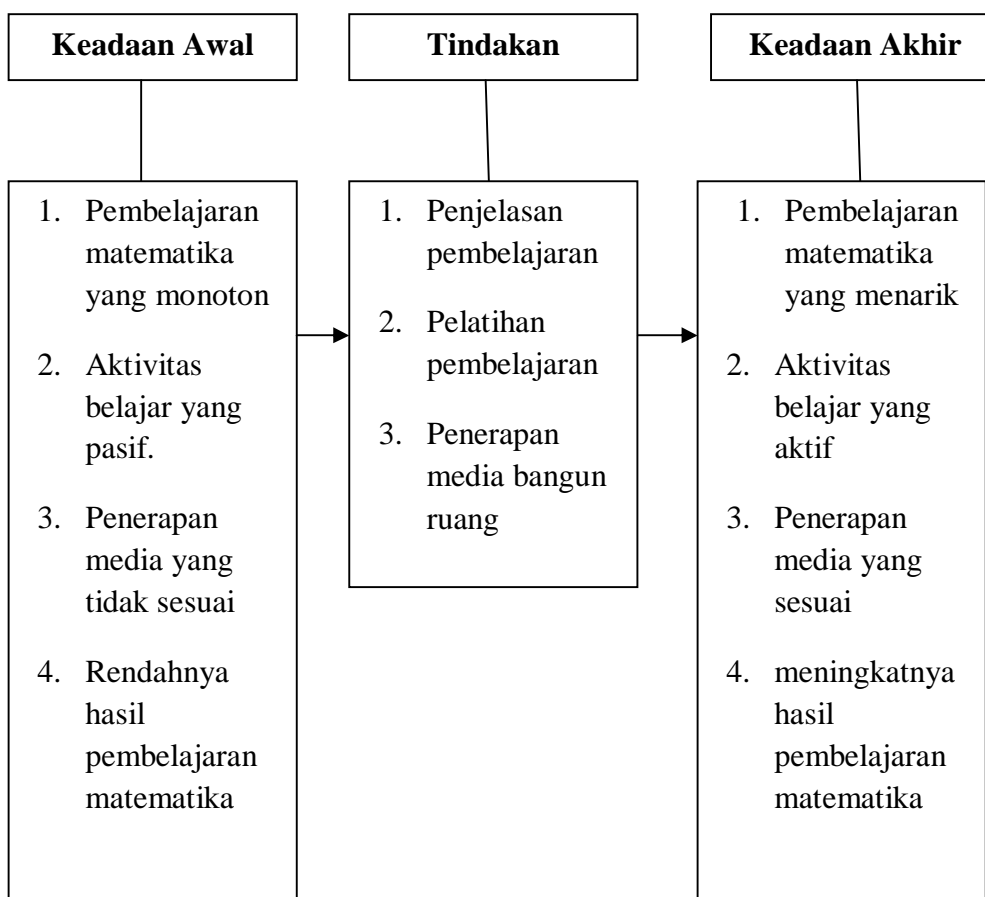 Keadaan Awal
Tindakan
Keadaan Akhir
1. Pembelajaran
matematika
yang monoton
2. Aktivitas
belajar yang
pasif.
3. Penerapan
media yang
tidak sesuai
4. Rendahnya
hasil
pembelajaran
matematika
1. Penjelasan
pembelajaran
2. Pelatihan
pembelajaran
3. Penerapan
media bangun
ruang
1. Pembelajaran
matematika
yang menarik
2. Aktivitas
belajar yang
aktif
3. Penerapan
media yang
sesuai
4. meningkatnya
hasil
pembelajaran
matematika